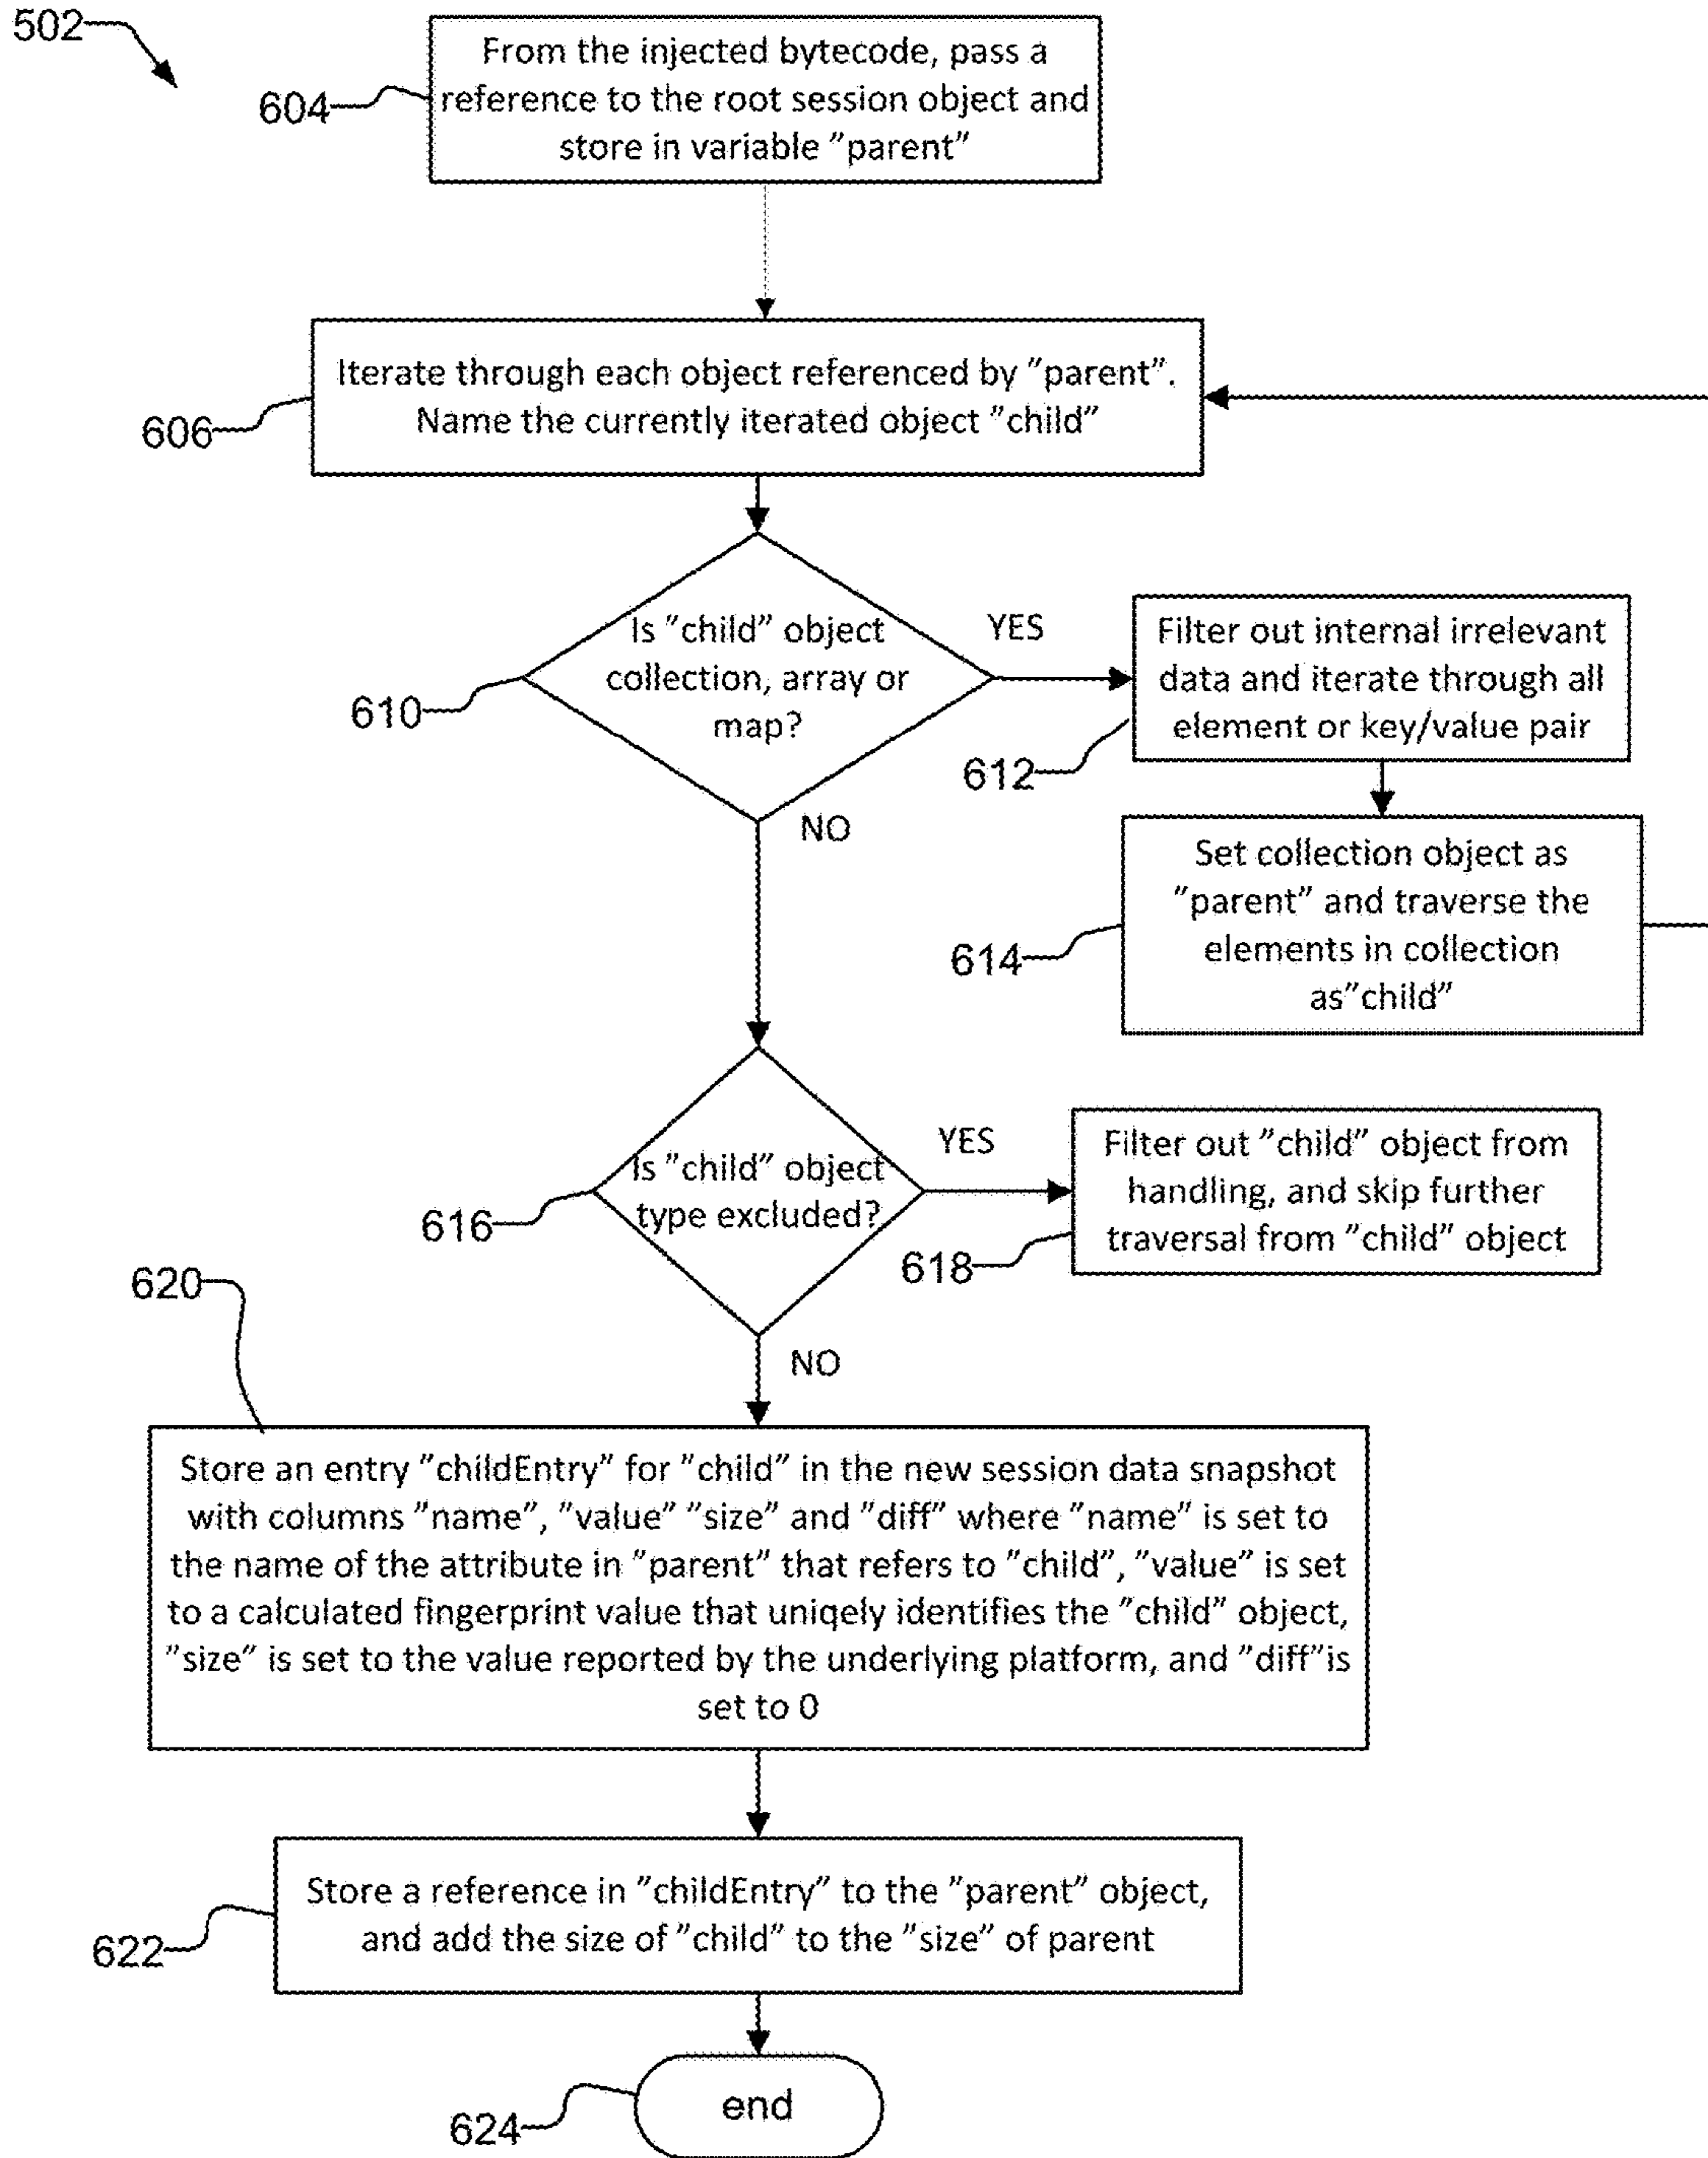 502
From the injected bytecode, pass a
reference to the root session object and
store in variable ”parent”
604
Iterate through each object referenced by ”parent”.
Name the currently iterated object ”child”
606
Is ”child” object
collection, array or
map?
610
YES
NO
Filter out internal irrelevant
data and iterate through all
element or key/value pair
612
Set collection object as
”parent” and traverse the
elements in collection
as”child”
614
Is ”child” object
type excluded?
616
YES
NO
Filter out ”child” object from
handling, and skip further
traversal from ”child” object
618
620
Store an entry ”childEntry” for ”child” in the new session data snapshot
with columns ”name”, ”value” ”size” and ”diff” where ”name” is set to
the name of the attribute in ”parent” that refers to ”child”, ”value” is set
to a calculated fingerprint value that uniqely identifies the ”child” object,
”size” is set to the value reported by the underlying platform, and ”diff”is
set to 0
Store a reference in ”childEntry” to the ”parent” object,
and add the size of ”child” to the ”size” of parent
622
end
624